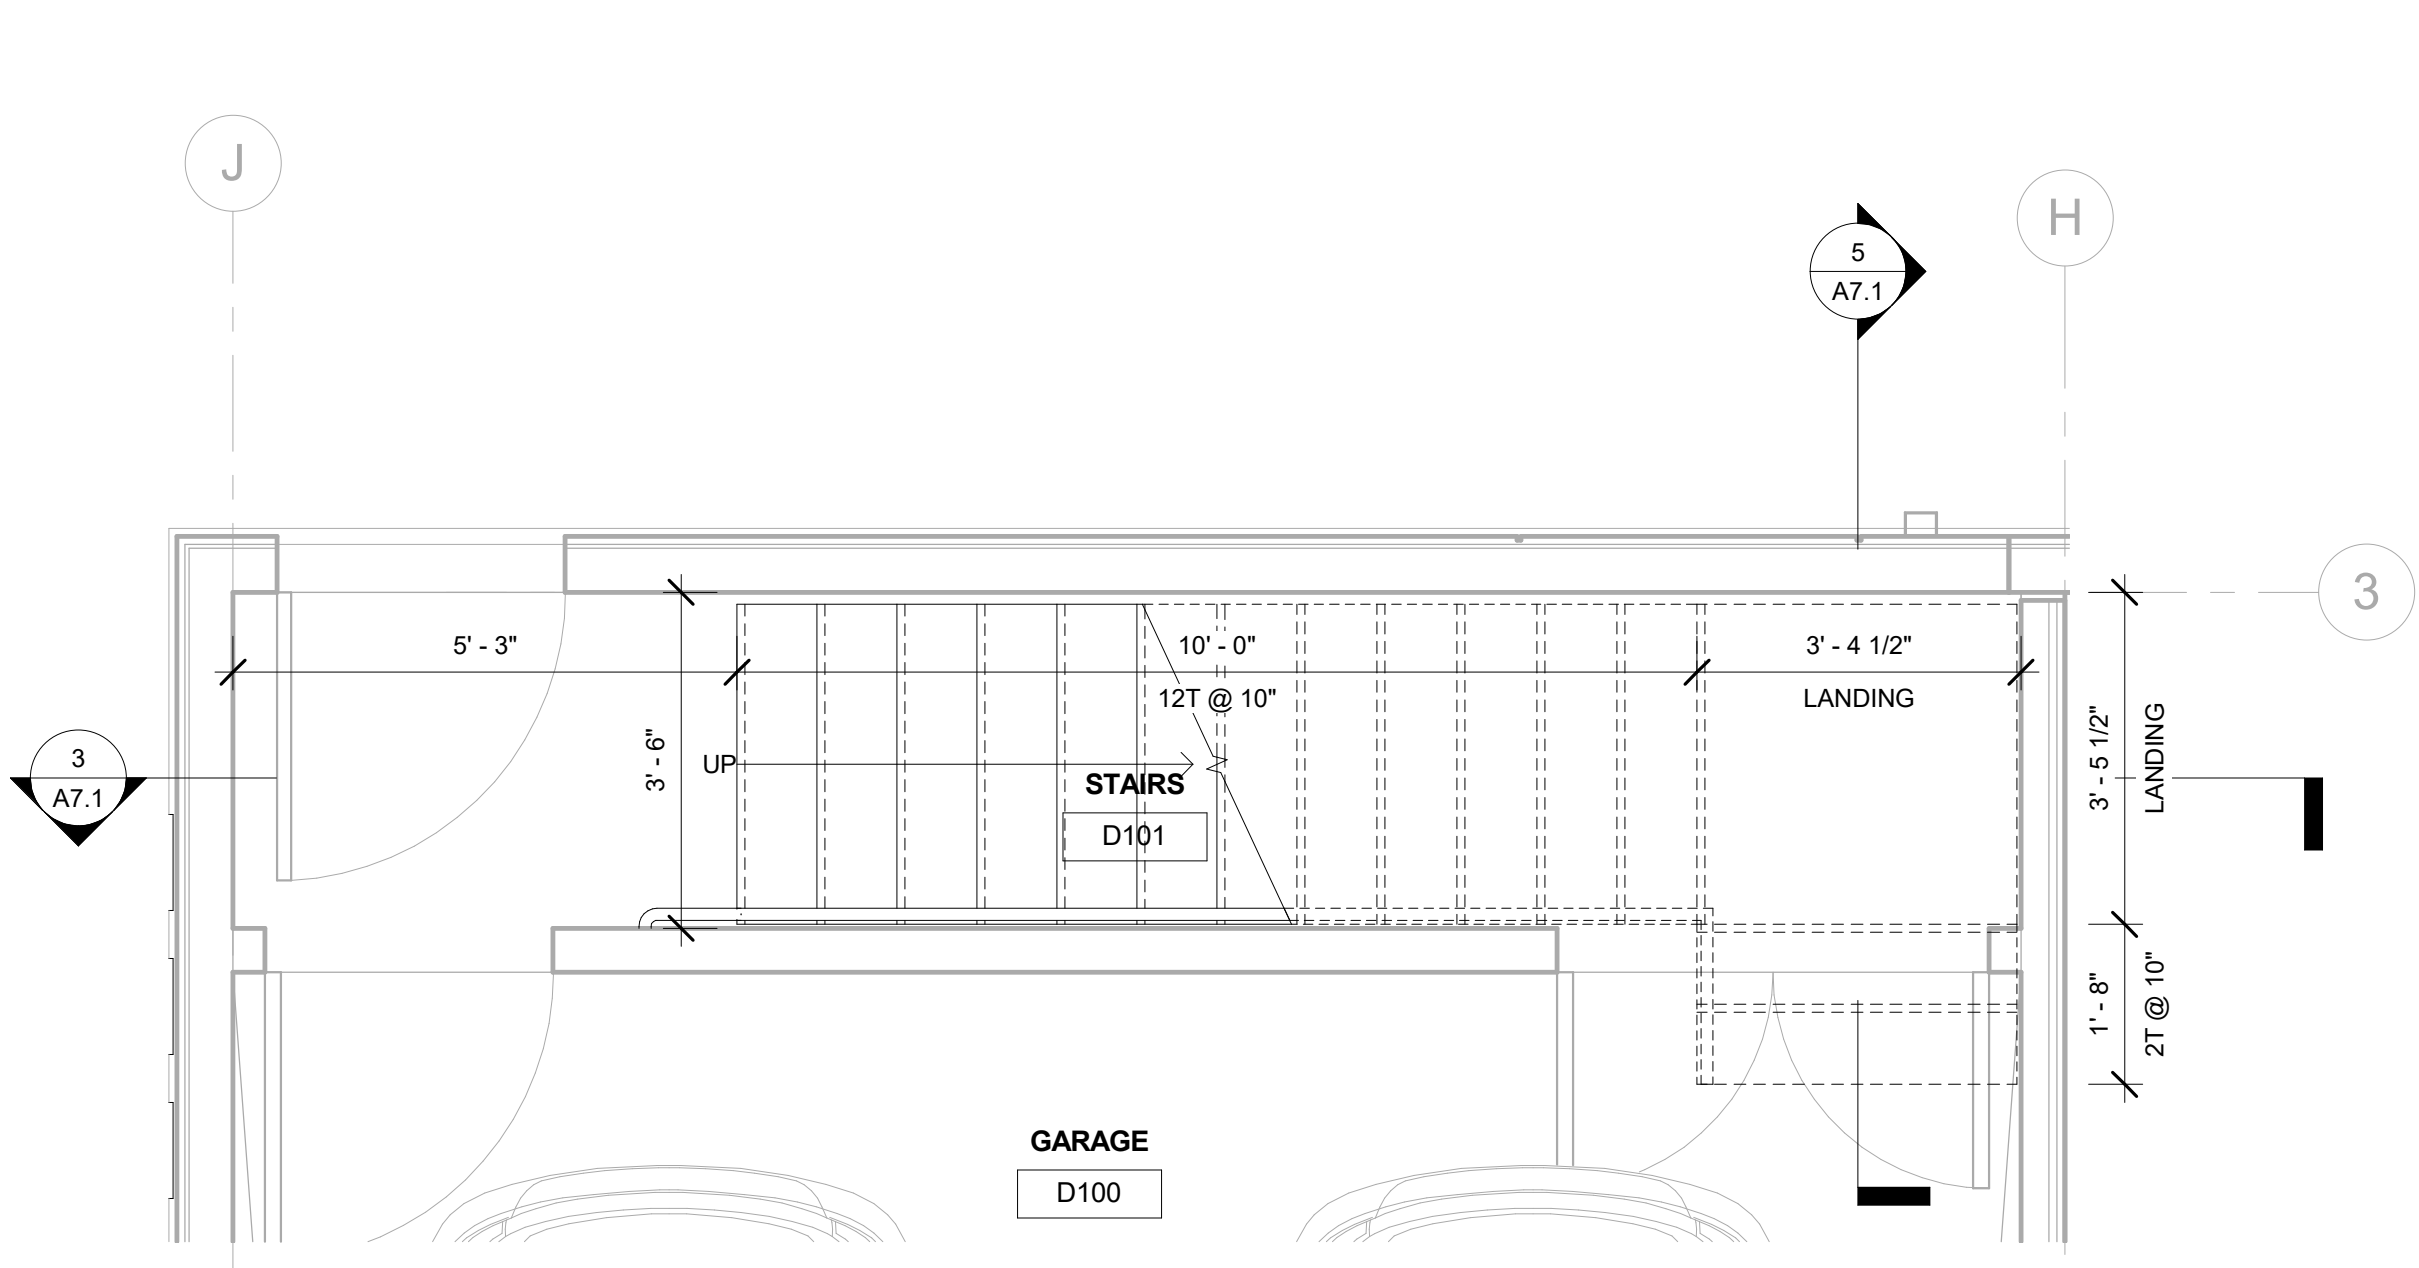 J
H
5
A7.1
3
5' - 3"
10' - 0"
3' - 4 1/2"
12T @ 10"
LANDING
3' - 6"
3' - 5 1/2"
LANDING
3
A7.1
UP
STAIRS
D101
1' - 8"
2T @ 10"
GARAGE
D100